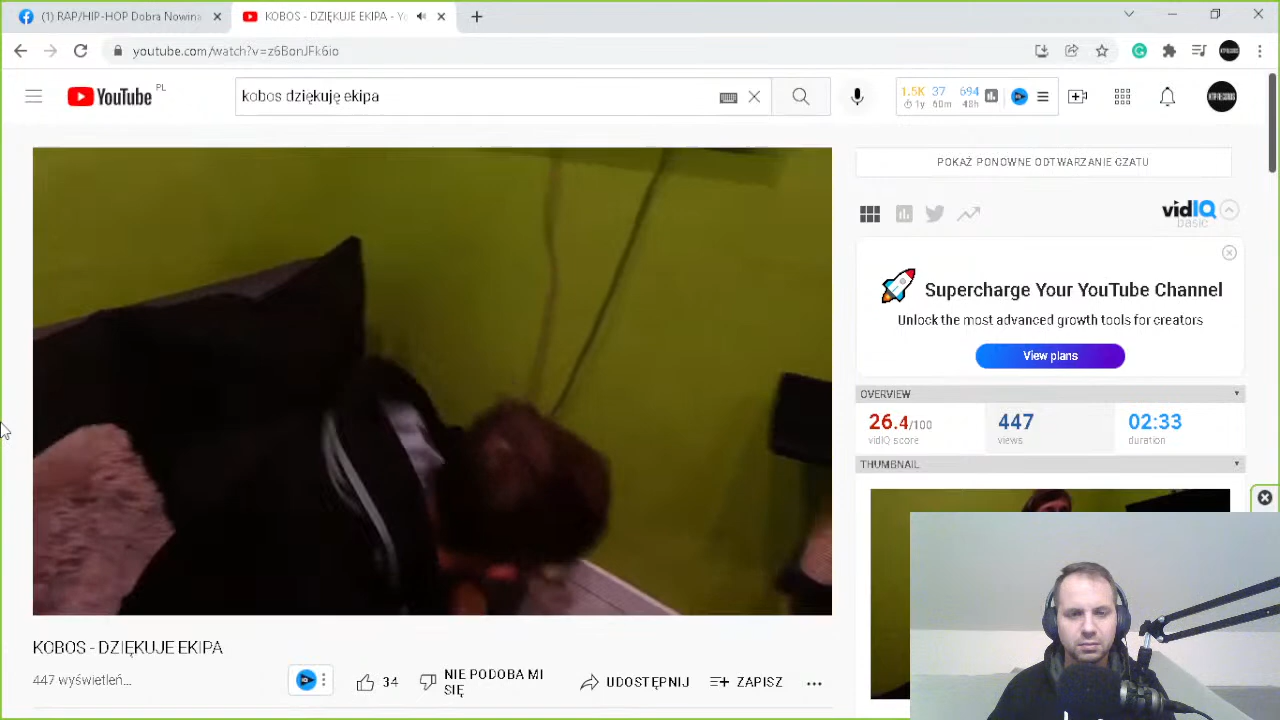 (1) RAP/HIP-HOP Dobra Nowina
KOBOS - DZIĘKUJE EKIPA - Yo
youtube.com/watch?v=z6BonJFk6io
YouTube PL
kobos dziękuję ekipa
1.5K 37 694
1y 60m 48h
KTP RECORDS
POKAŻ PONOWNE ODTWARZANIE CZATU
vidIQ
basic
Supercharge Your YouTube Channel
Unlock the most advanced growth tools for creators
View plans
OVERVIEW
26.4/100
vidIQ score
447
views
02:33
duration
THUMBNAIL
KOBOS - DZIĘKUJE EKIPA
447 wyświetleń...
34
NIE PODOBA MI SIĘ
UDOSTĘPNIJ
ZAPISZ